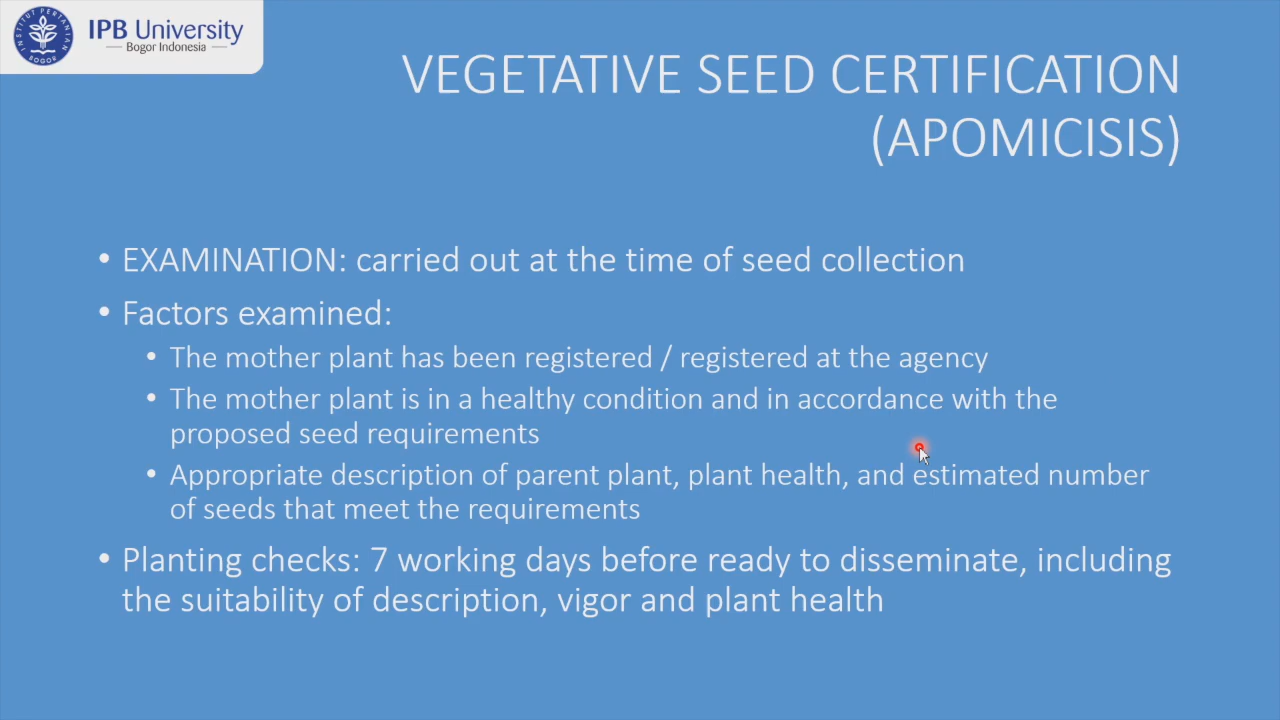 INSTITUT PERTANIAN
BOGOR
IPB University
Bogor Indonesia
VEGETATIVE SEED CERTIFICATION
(APOMICISIS)
• EXAMINATION: carried out at the time of seed collection
• Factors examined:
• The mother plant has been registered / registered at the agency
• The mother plant is in a healthy condition and in accordance with the
proposed seed requirements
• Appropriate description of parent plant, plant health, and estimated number
of seeds that meet the requirements
• Planting checks: 7 working days before ready to disseminate, including
the suitability of description, vigor and plant health